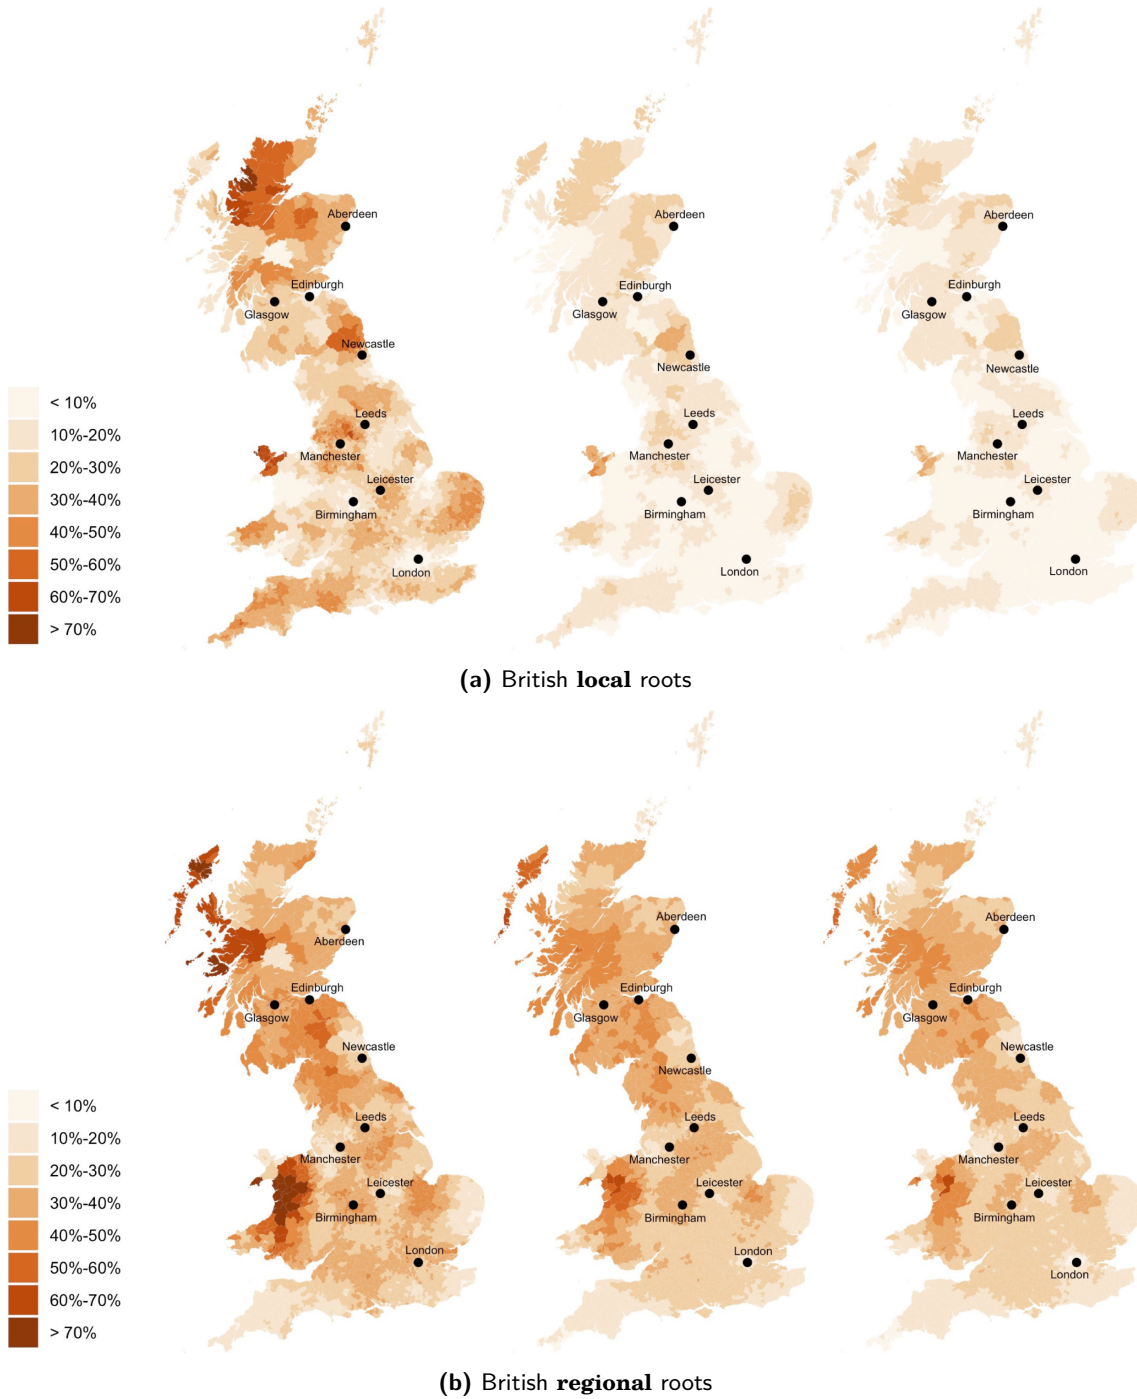 Aberdeen
Edinburgh
Glasgow
Newcastle
Leeds
Manchester
Leicester
Birmingham
London
Aberdeen
Edinburgh
Glasgow
Newcastle
Leeds
Manchester
Leicester
Birmingham
London
Aberdeen
Edinburgh
Glasgow
Newcastle
Leeds
Manchester
Leicester
Birmingham
London
< 10%
10%-20%
20%-30%
30%-40%
40%-50%
50%-60%
60%-70%
> 70%
(a) British local roots
Aberdeen
Edinburgh
Glasgow
Newcastle
Leeds
Manchester
Leicester
Birmingham
London
Aberdeen
Edinburgh
Glasgow
Newcastle
Leeds
Manchester
Leicester
Birmingham
London
Aberdeen
Edinburgh
Glasgow
Newcastle
Leeds
Manchester
Leicester
Birmingham
London
< 10%
10%-20%
20%-30%
30%-40%
40%-50%
50%-60%
60%-70%
> 70%
(b) British regional roots